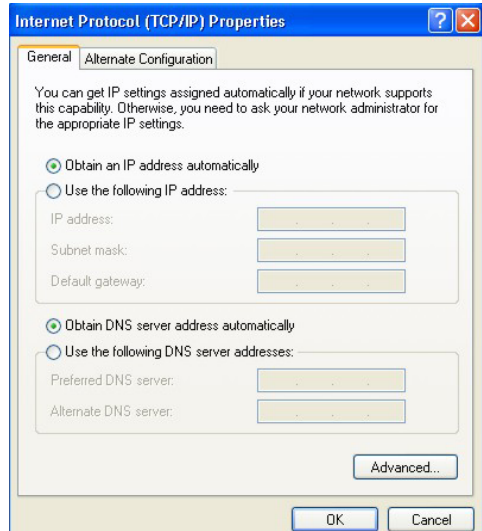 Internet Protocol (TCP/IP) Properties
General
Alternate Configuration
You can get IP settings assigned automatically if your network supports
this capability. Otherwise, you need to ask your network administrator for
the appropriate IP settings.
Obtain an IP address automatically
Use the following IP address:
IP address:
Subnet mask:
Default gateway:
Obtain DNS server address automatically
Use the following DNS server addresses:
Preferred DNS server:
Alternate DNS server:
Advanced...
OK
Cancel